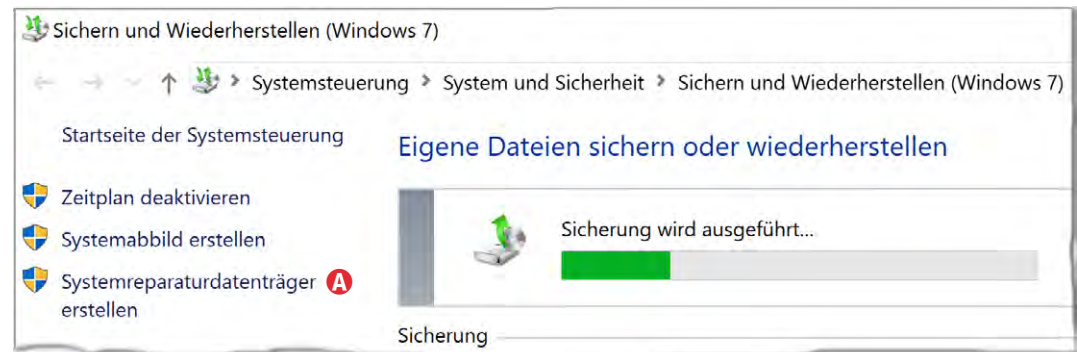 Sichern und Wiederherstellen (Windows 7)
Systemsteuerung > System und Sicherheit > Sichern und Wiederherstellen (Windows 7)
Startseite der Systemsteuerung
Zeitplan deaktivieren
Systemabbild erstellen
Systemreparaturdatenträger A
erstellen
Eigene Dateien sichern oder wiederherstellen
Sicherung wird ausgeführt...
Sicherung